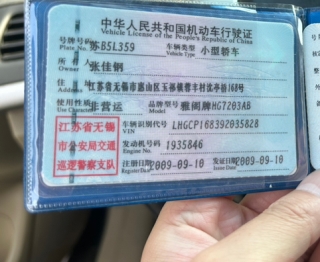 中华人民共和国机动车行驶证
Vehicle License of the People's Republic of China
号牌号码 苏B5L359 车辆类型 小型轿车
Plate No. Vehicle Type
所有人 张佳钢
Owner
住址 江苏省无锡市惠山区玉祁镇蓉丰村沈亭巷168号
使用性质 非营运 品牌型号 雅阁牌HG7203AB
Use Character Model
江苏省无锡 车辆识别代号 LHGCP168392035828
VIN
市公安局交通 发动机号码 1935846
Engine No.
巡逻警察支队 注册日期 2009-09-10 发证日期 2009-09-10
Register Date Issue Date